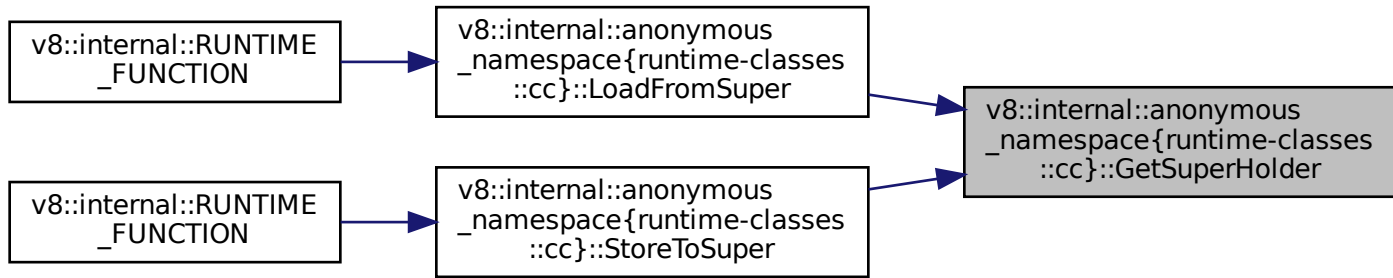 v8::internal::RUNTIME
_FUNCTION
v8::internal::anonymous
_namespace{runtime-classes
::cc}::LoadFromSuper
v8::internal::anonymous
_namespace{runtime-classes
::cc}::GetSuperHolder
v8::internal::RUNTIME
_FUNCTION
v8::internal::anonymous
_namespace{runtime-classes
::cc}::StoreToSuper